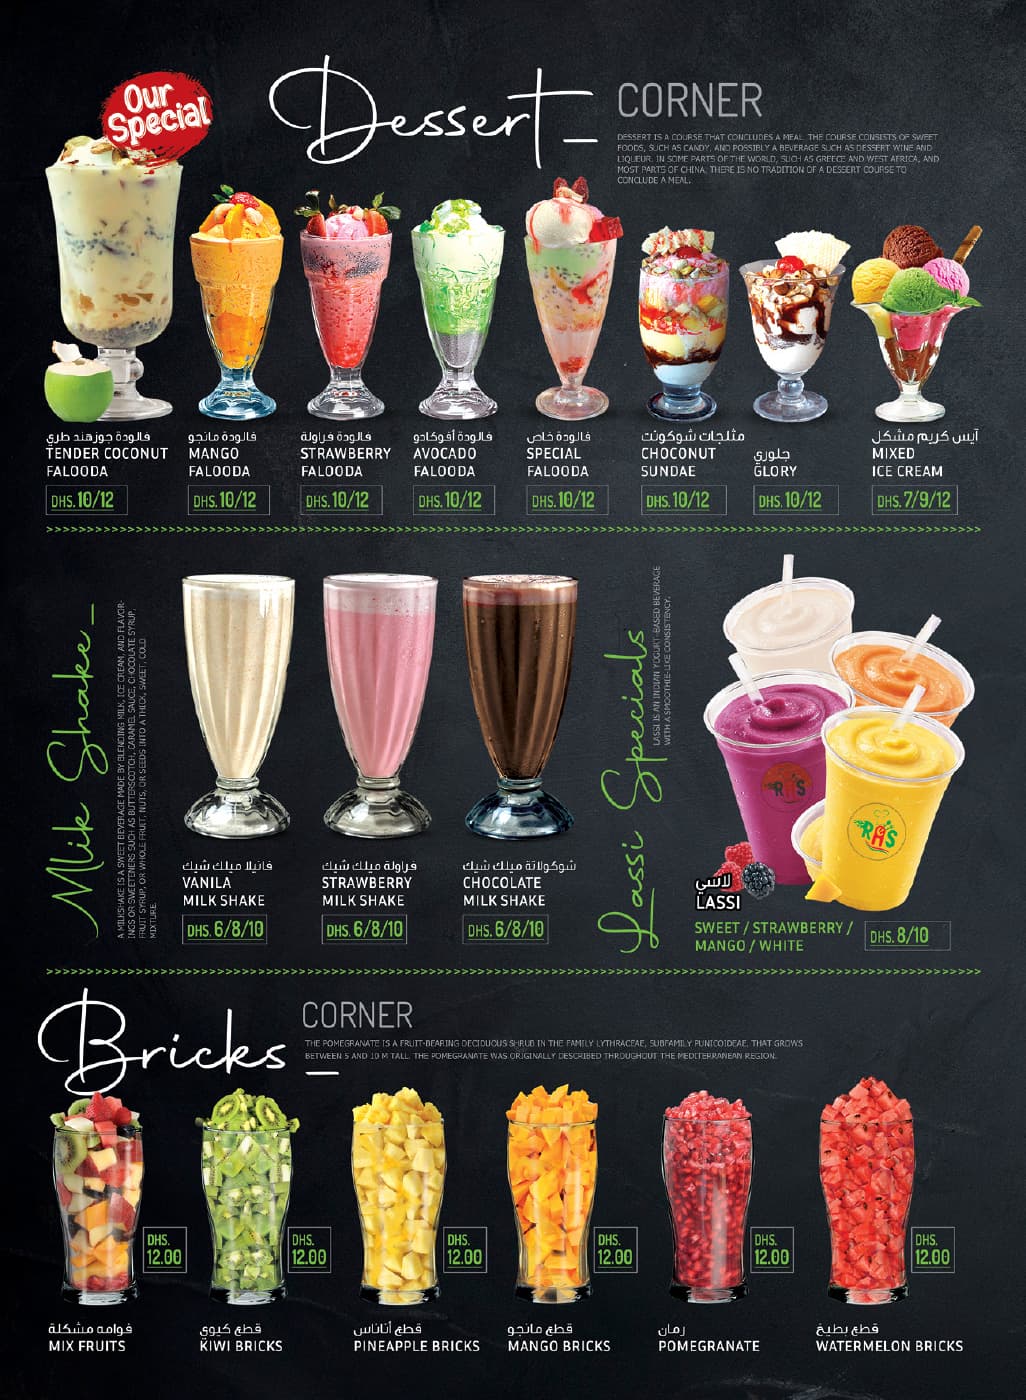 Our
Special
Dessert
CORNER
DESSERT IS A COURSE THAT CONCLUDES A MEAL. THE COURSE CONSISTS OF SWEET
FOODS, SUCH AS CANDY, AND POSSIBLY A BEVERAGE SUCH AS DESSERT WINE AND
LIQUEUR. IN SOME PARTS OF THE WORLD, SUCH AS GREECE AND WEST AFRICA, AND
MOST PARTS OF CHINA, THERE IS NO TRADITION OF A DESSERT COURSE TO
CONCLUDE A MEAL.
فالودة جوز هند طري
TENDER COCONUT
FALOODA
DHS. 10/12
فالودة مانجو
MANGO
FALOODA
DHS. 10/12
فالودة فراولة
STRAWBERRY
FALOODA
DHS. 10/12
فالودة أفوكادو
AVOCADO
FALOODA
DHS. 10/12
فالودة خاص
SPECIAL
FALOODA
DHS. 10/12
مثلجات شوكونت
CHOCONUT
SUNDAE
DHS. 10/12
جلوري
GLORY
DHS. 10/12
آيس كريم مشكل
MIXED
ICE CREAM
DHS. 7/9/12
Milk Shake
A MILKSHAKE IS A SWEET BEVERAGE MADE BY BLENDING MILK, ICE CREAM, AND FLAVOR-
INGS OR SWEETENERS SUCH AS BUTTERSCOTCH, CARAMEL SAUCE, CHOCOLATE SYRUP,
FRUIT SYRUP, OR WHOLE FRUIT, NUTS, OR SEEDS INTO A THICK, SWEET, COLD
MIXTURE.
فانيلا ميلك شيك
VANILA
MILK SHAKE
DHS. 6/8/10
فراولة ميلك شيك
STRAWBERRY
MILK SHAKE
DHS. 6/8/10
شوكولاتة ميلك شيك
CHOCOLATE
MILK SHAKE
DHS. 6/8/10
Lassi Specials
LASSI IS AN INDIAN YOGURT-BASED BEVERAGE
WITH A SMOOTHIE-LIKE CONSISTENCY.
RHS
RHS
لاسي
LASSI
SWEET / STRAWBERRY /
MANGO / WHITE
DHS. 8/10
Bricks
CORNER
THE POMEGRANATE IS A FRUIT-BEARING DECIDUOUS SHRUB IN THE FAMILY LYTHRACEAE, SUBFAMILY PUNICOIDEAE, THAT GROWS
BETWEEN 5 AND 10 M TALL. THE POMEGRANATE WAS ORIGINALLY DESCRIBED THROUGHOUT THE MEDITERRANEAN REGION.
DHS.
12.00
فوامه مشكلة
MIX FRUITS
DHS.
12.00
قطع كيوي
KIWI BRICKS
DHS.
12.00
قطع أناناس
PINEAPPLE BRICKS
DHS.
12.00
قطع مانجو
MANGO BRICKS
DHS.
12.00
رمان
POMEGRANATE
DHS.
12.00
قطع بطيخ
WATERMELON BRICKS